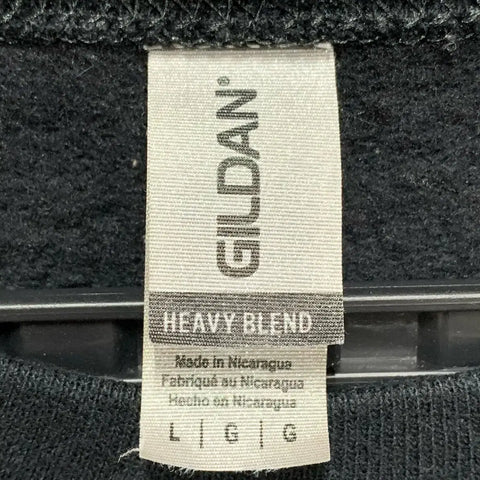 GILDAN®
HEAVY BLEND
Made in Nicaragua
Fabriqué au Nicaragua
Hecho en Nicaragua
L | G | G